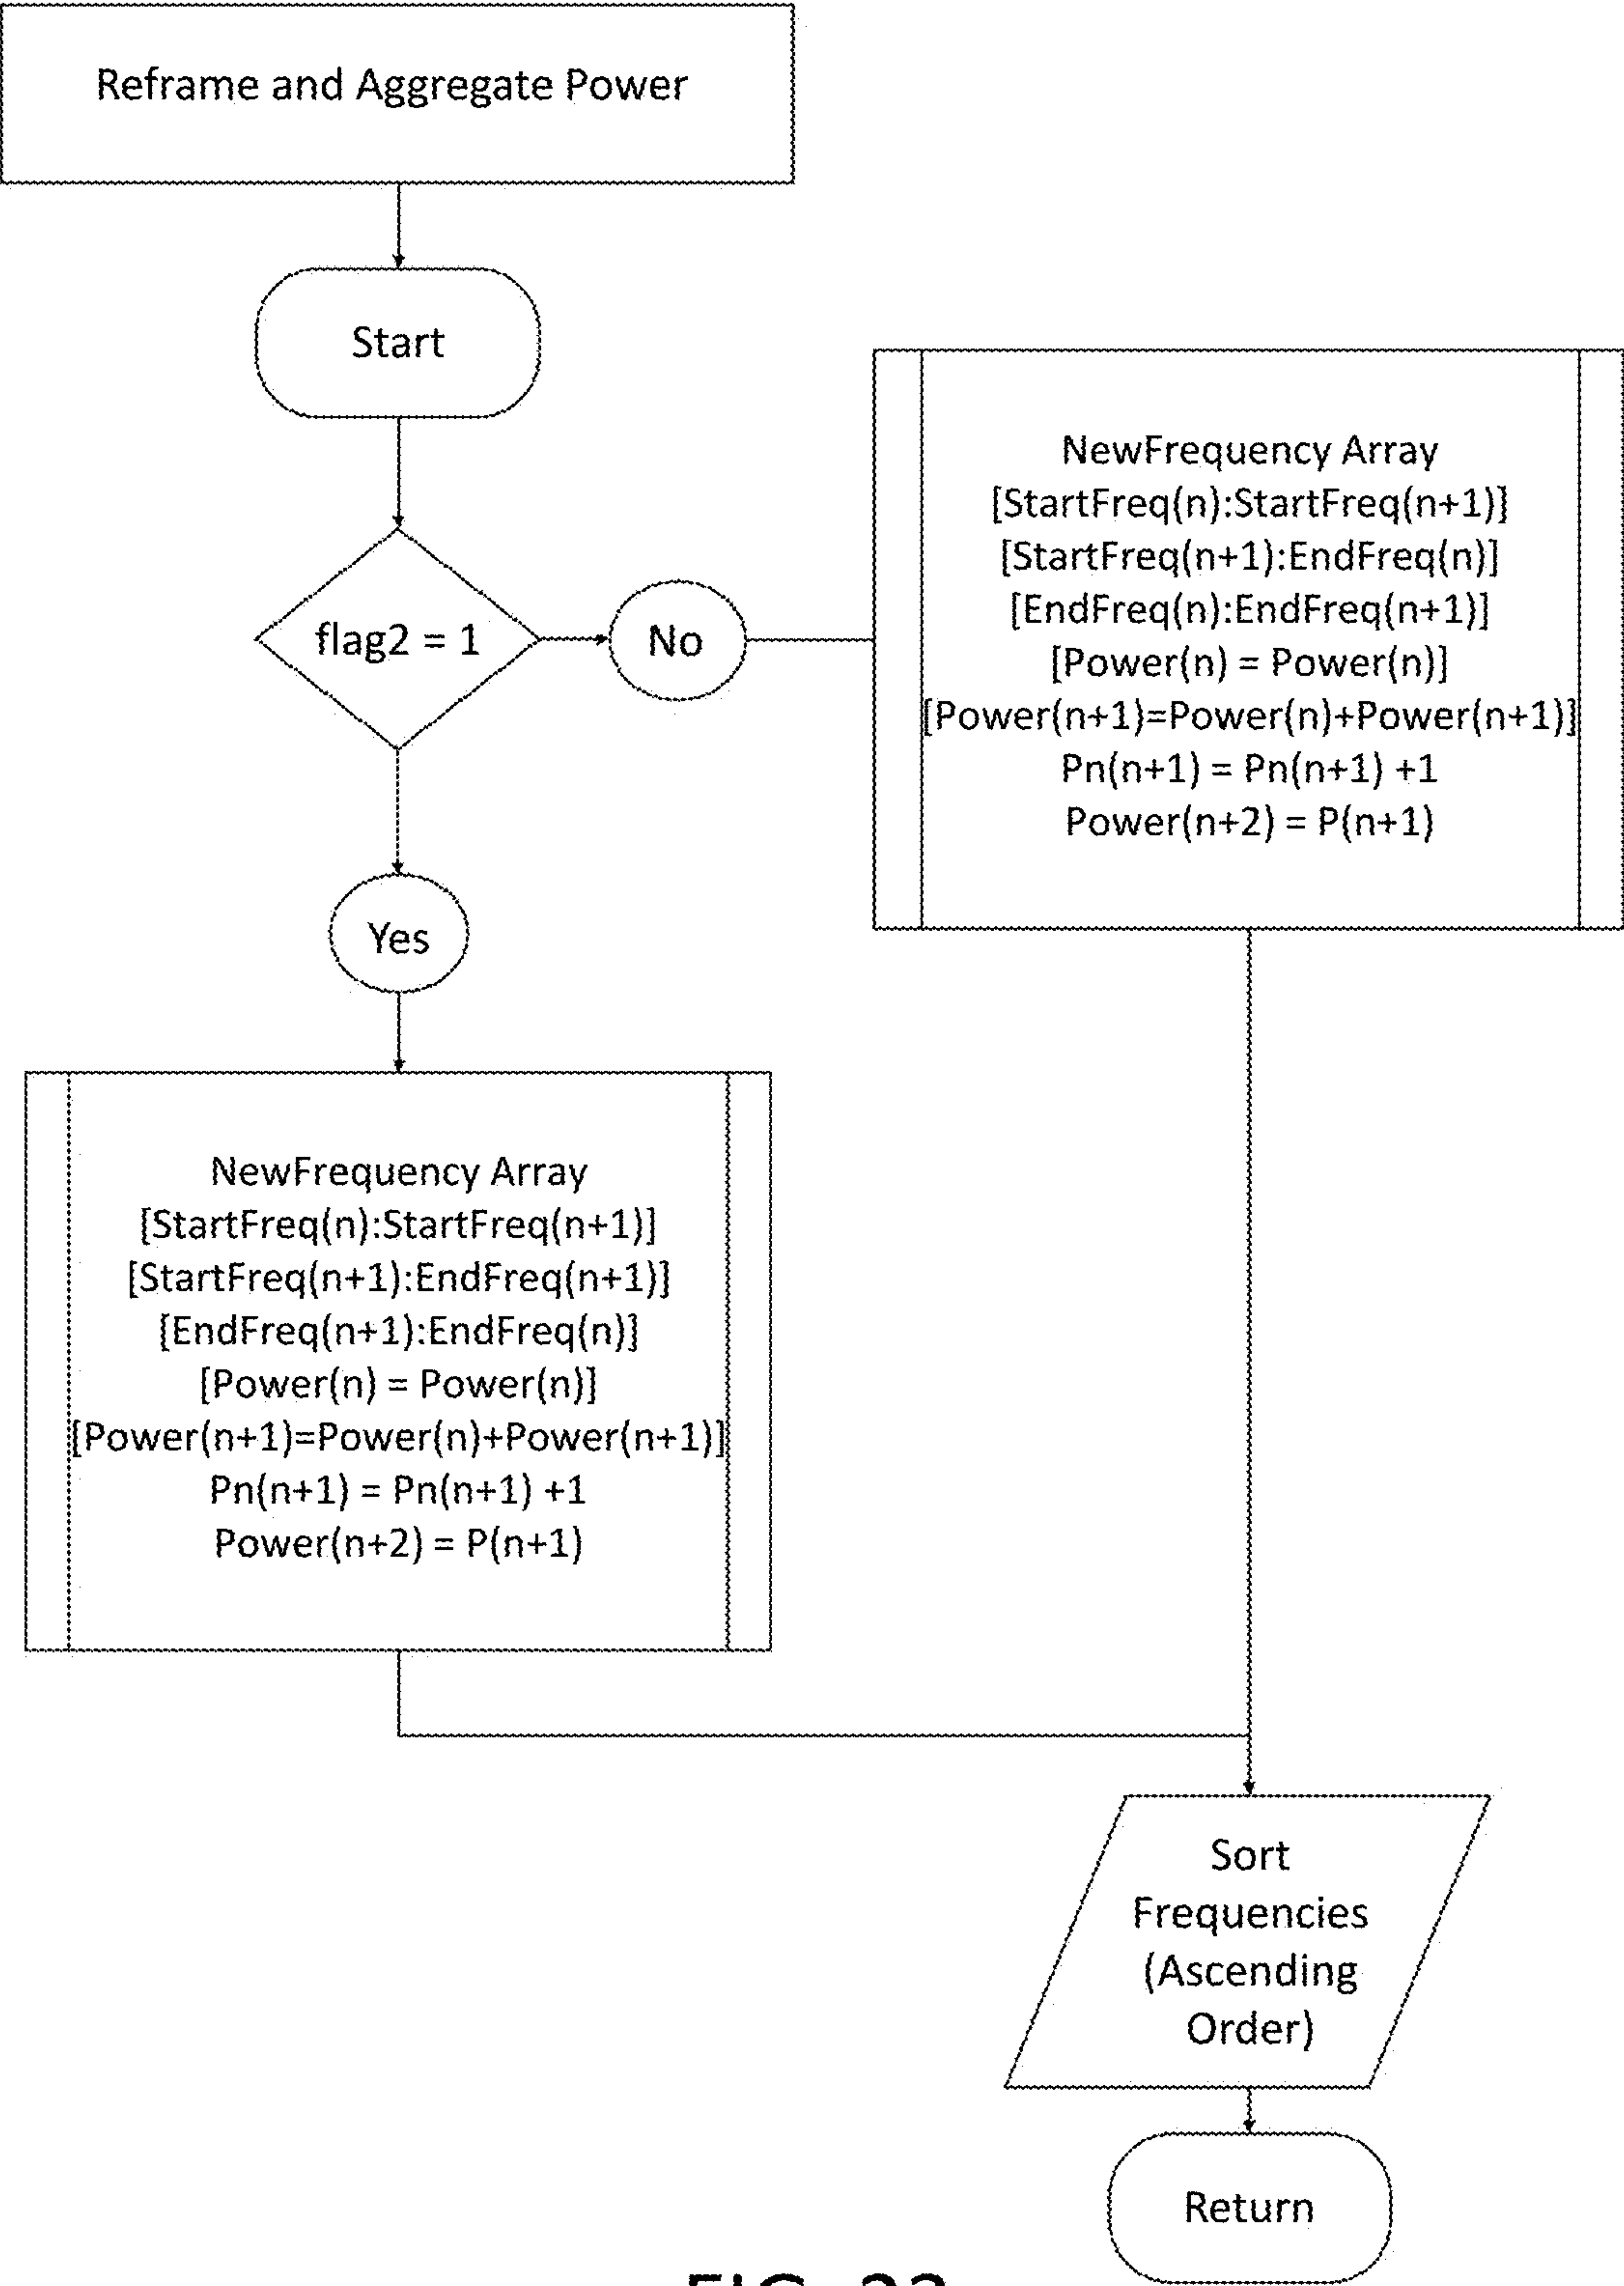 Reframe and Aggregate Power
Start
flag2 = 1
No
NewFrequency Array
[StartFreq(n):StartFreq(n+1)]
[StartFreq(n+1):EndFreq(n)]
[EndFreq(n):EndFreq(n+1)]
[Power(n) = Power(n)]
[Power(n+1)=Power(n)+Power(n+1)]
Pn(n+1) = Pn(n+1) +1
Power(n+2) = P(n+1)
Yes
NewFrequency Array
[StartFreq(n):StartFreq(n+1)]
[StartFreq(n+1):EndFreq(n+1)]
[EndFreq(n+1):EndFreq(n)]
[Power(n) = Power(n)]
[Power(n+1)=Power(n)+Power(n+1)]
Pn(n+1) = Pn(n+1) +1
Power(n+2) = P(n+1)
Sort
Frequencies
(Ascending
Order)
Return